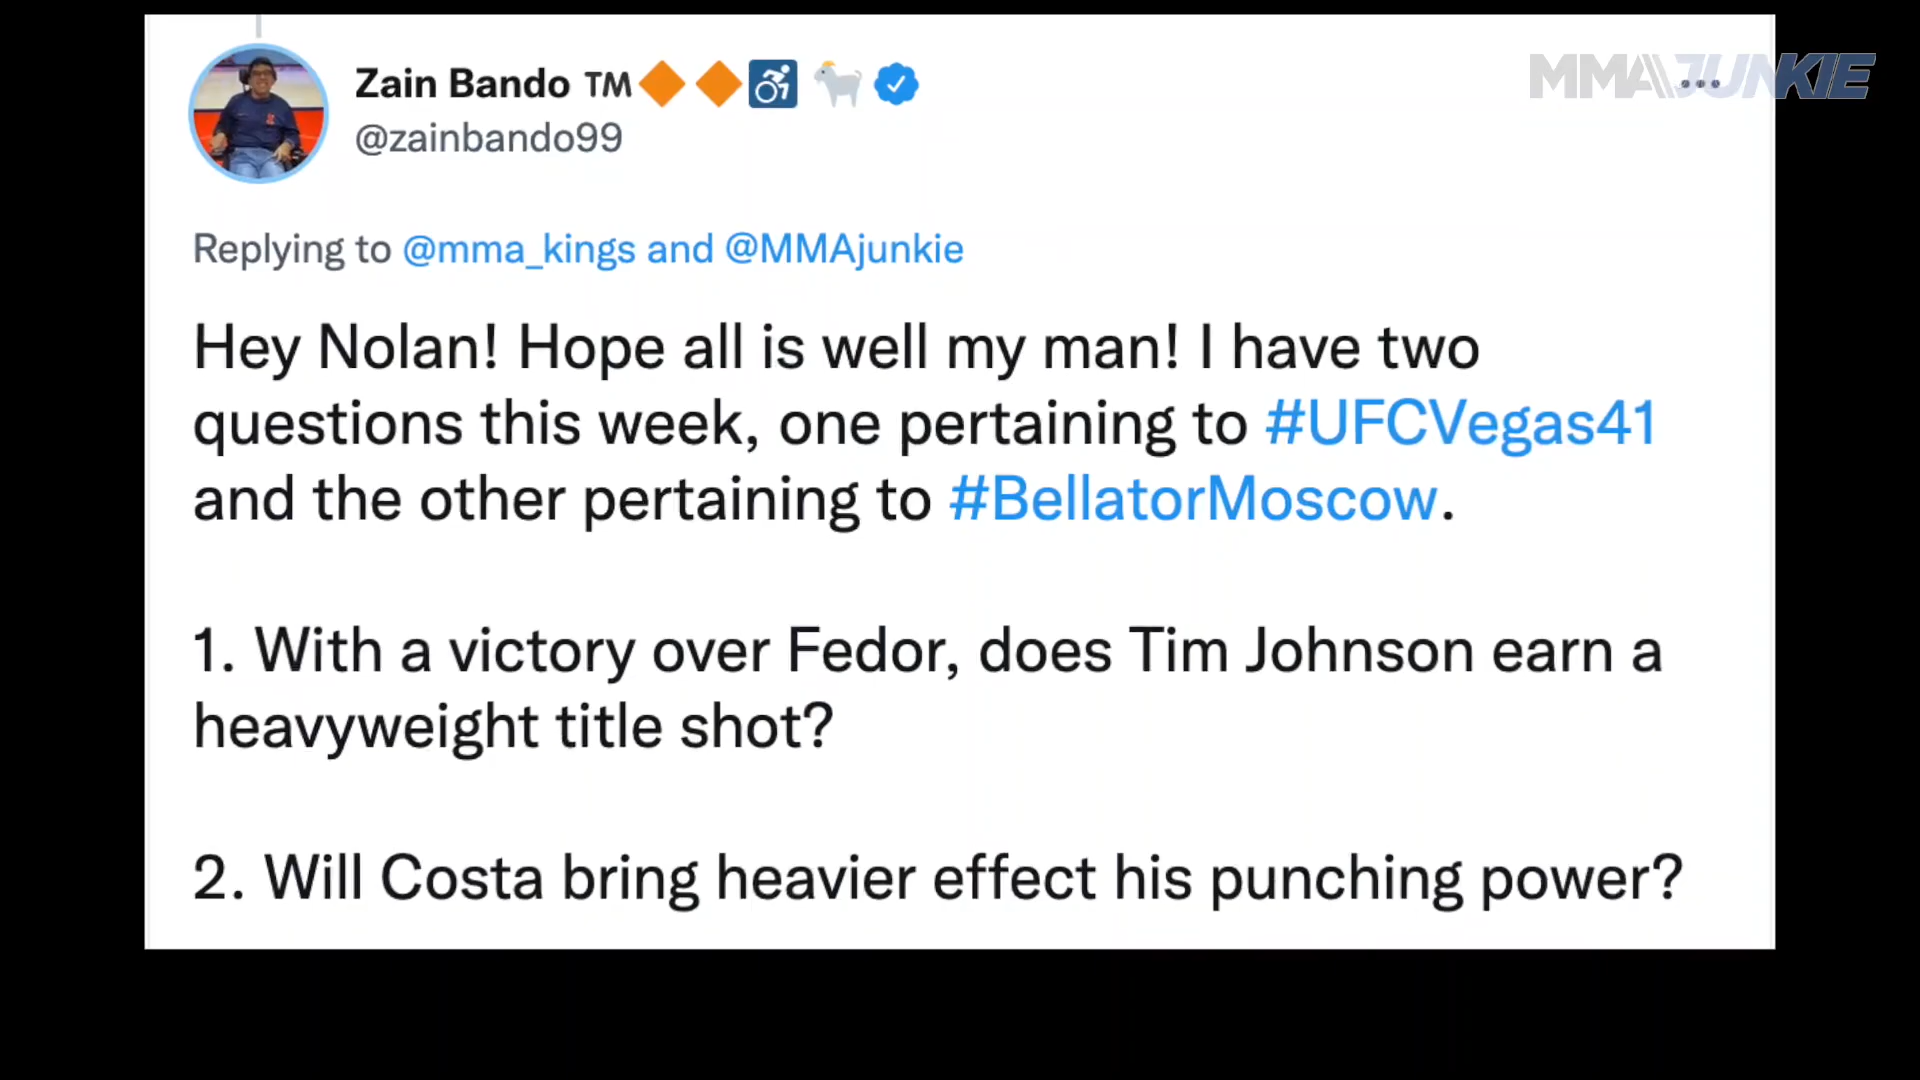 Zain Bando ™🔶🔶♿🐐
MMAJUNKIE
@zainbando99
Replying to @mma_kings and @MMAjunkie
Hey Nolan! Hope all is well my man! I have two
questions this week, one pertaining to #UFCVegas41
and the other pertaining to #BellatorMoscow.
1. With a victory over Fedor, does Tim Johnson earn a
heavyweight title shot?
2. Will Costa bring heavier effect his punching power?